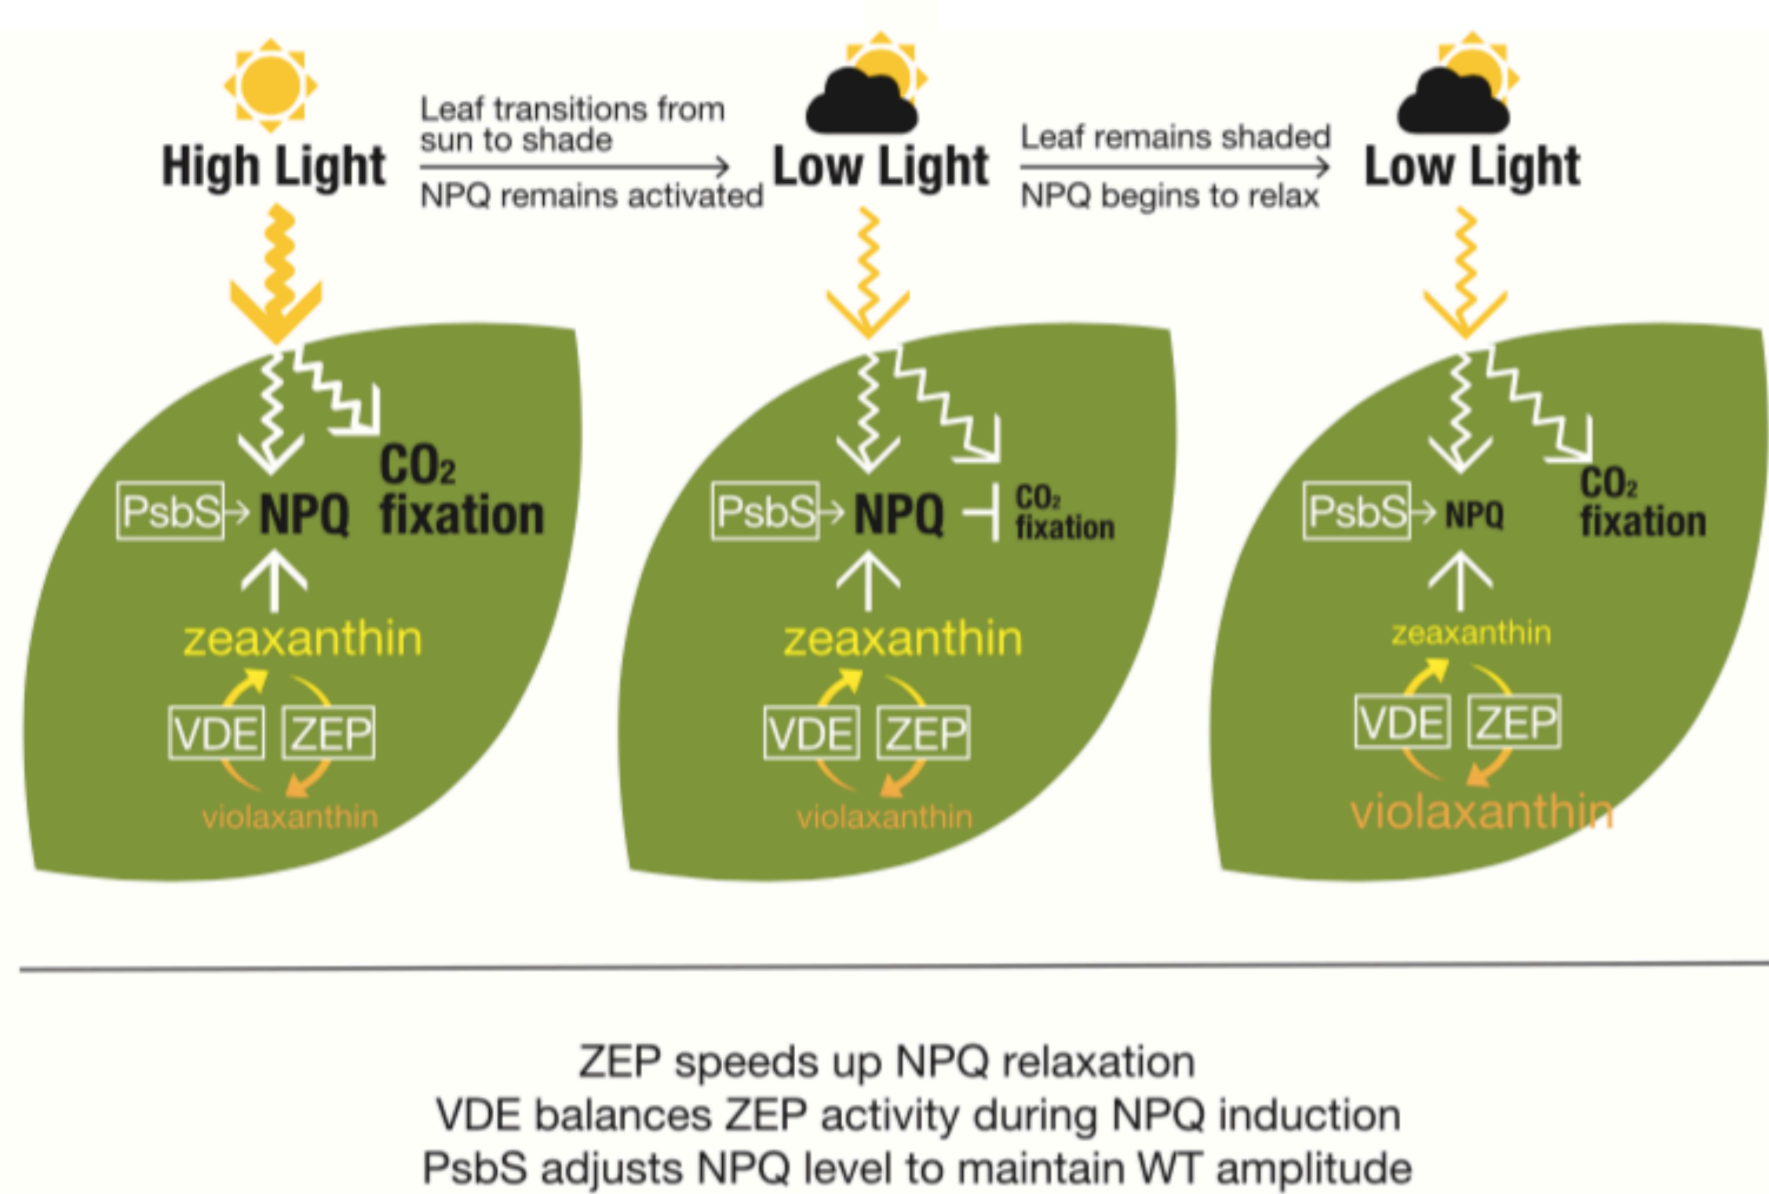 High Light
Leaf transitions from
sun to shade
NPQ remains activated
Low Light
Leaf remains shaded
NPQ begins to relax
Low Light
CO₂
fixation
PsbS
NPQ
zeaxanthin
VDE
ZEP
violaxanthin
PsbS
NPQ
CO₂
fixation
zeaxanthin
VDE
ZEP
violaxanthin
PsbS
NPQ
CO₂
fixation
zeaxanthin
VDE
ZEP
violaxanthin
ZEP speeds up NPQ relaxation
VDE balances ZEP activity during NPQ induction
PsbS adjusts NPQ level to maintain WT amplitude